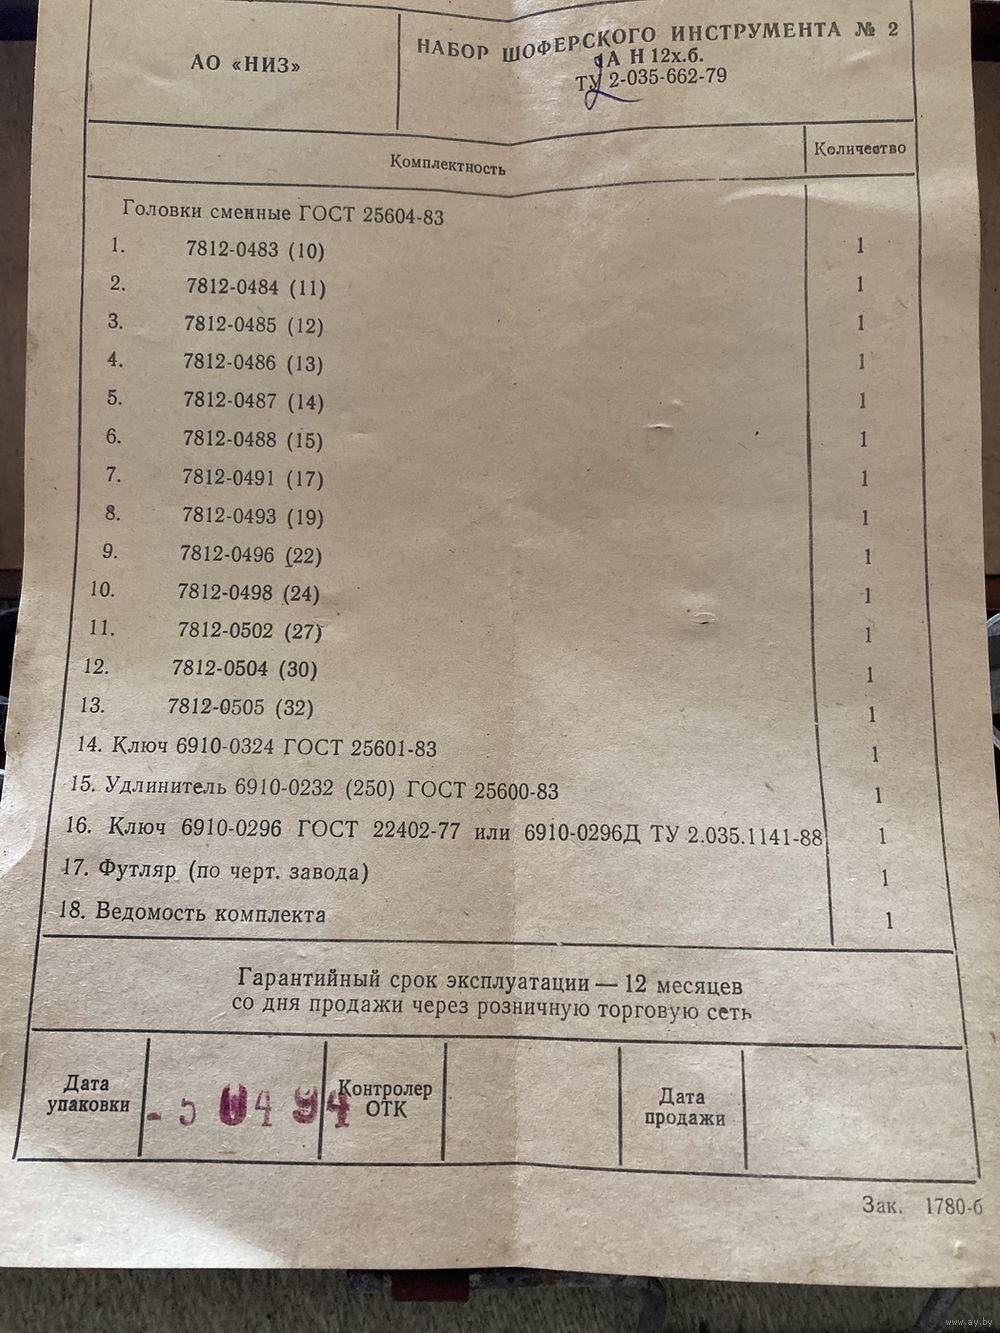 АО «НИЗ»
НАБОР ШОФЕРСКОГО ИНСТРУМЕНТА № 2
А Н 12х.б.
ТУ 2-035-662-79
Комплектность
Количество
Головки сменные ГОСТ 25604-83
1. 7812-0483 (10) 1
2. 7812-0484 (11) 1
3. 7812-0485 (12) 1
4. 7812-0486 (13) 1
5. 7812-0487 (14) 1
6. 7812-0488 (15) 1
7. 7812-0491 (17) 1
8. 7812-0493 (19) 1
9. 7812-0496 (22) 1
10. 7812-0498 (24) 1
11. 7812-0502 (27) 1
12. 7812-0504 (30) 1
13. 7812-0505 (32) 1
14. Ключ 6910-0324 ГОСТ 25601-83 1
15. Удлинитель 6910-0232 (250) ГОСТ 25600-83 1
16. Ключ 6910-0296 ГОСТ 22402-77 или 6910-0296Д ТУ 2.035.1141-88 1
17. Футляр (по черт. завода) 1
18. Ведомость комплекта 1
Гарантийный срок эксплуатации — 12 месяцев
со дня продажи через розничную торговую сеть
Дата
упаковки
- 5 04 94
Контролер
ОТК
Дата
продажи
Зак. 1780-б
www.ay.by